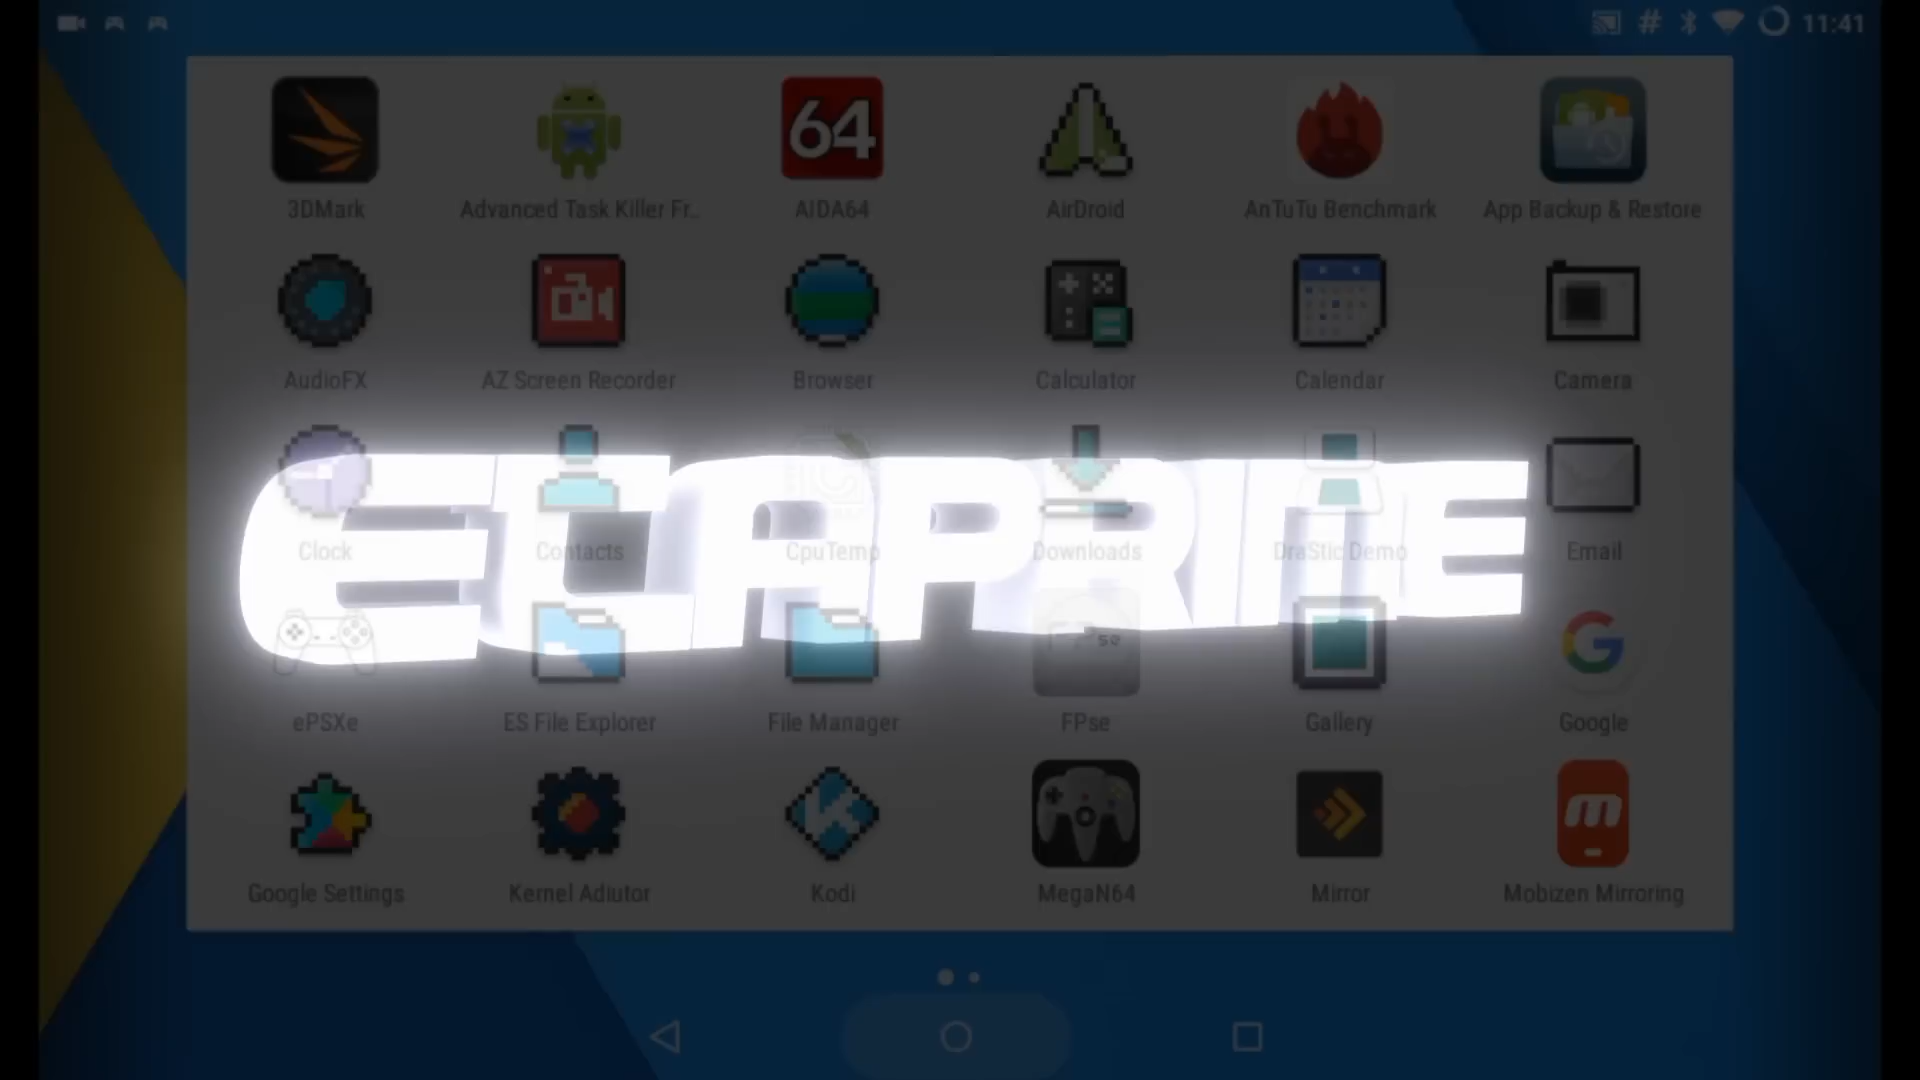 11:41
64
3DMark Advanced Task Killer Fr.. AIDA64 AirDroid AnTuTu Benchmark App Backup & Restore
AudioFX AZ Screen Recorder Browser Calculator Calendar Camera
Clock Contacts CpuTemp Downloads DraStic Demo Email
ePSXe ES File Explorer File Manager FPse Gallery Google
Google Settings Kernel Adiutor Kodi MegaN64 Mirror Mobizen Mirroring